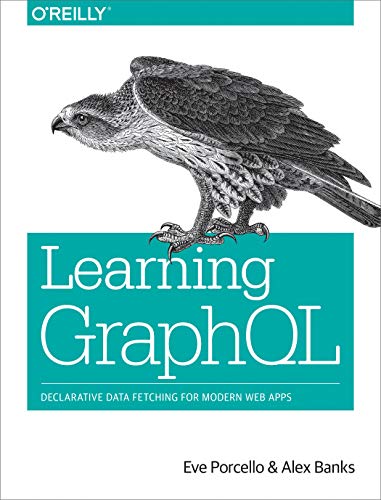 O'REILLY®
Learning
GraphQL
DECLARATIVE DATA FETCHING FOR MODERN WEB APPS
Eve Porcello & Alex Banks